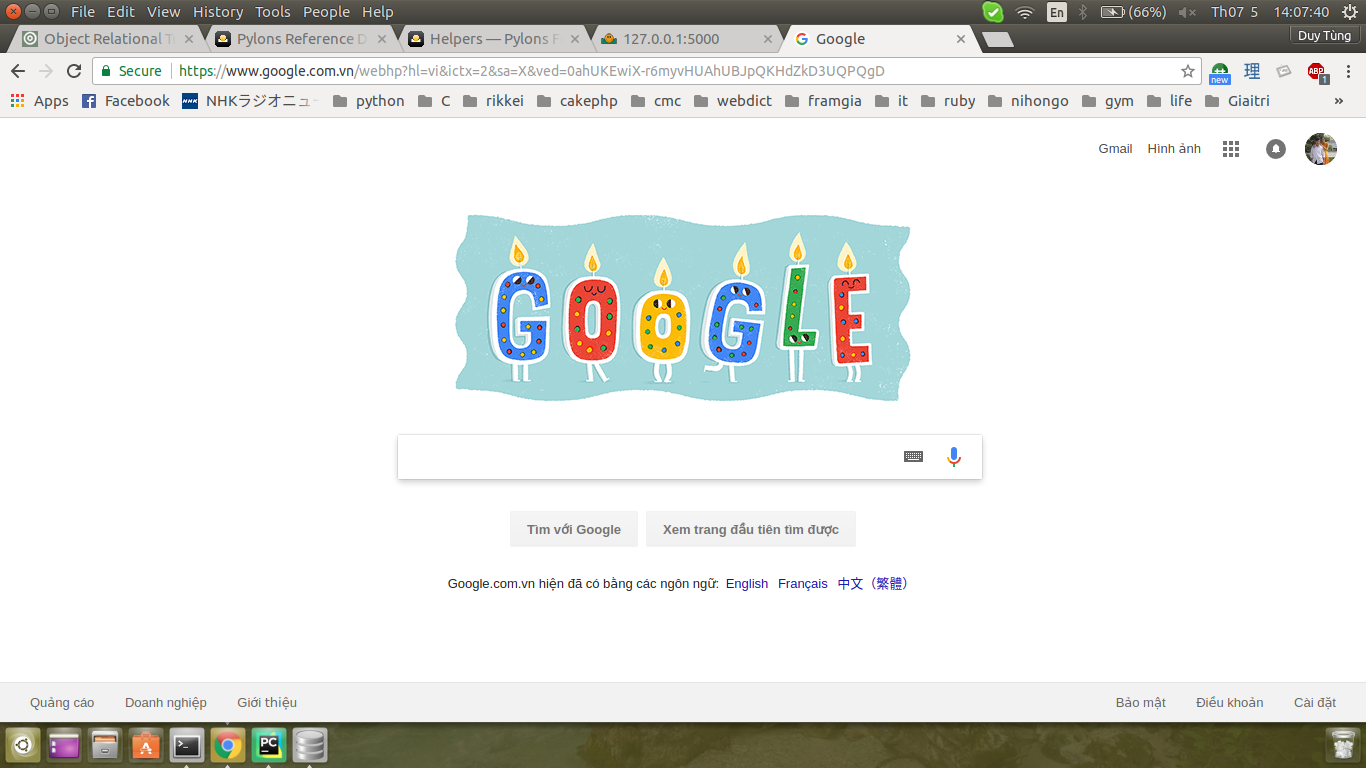 File Edit View History Tools People Help
En (66%) Th07 5 14:07:40
Object Relational T
Pylons Reference D
Helpers — Pylons F
127.0.0.1:5000
Google
Duy Tùng
Secure https://www.google.com.vn/webhp?hl=vi&ictx=2&sa=X&ved=0ahUKEwiX-r6myvHUAhUBJpQKHdZkD3UQPQgD
new 理 ABP 1
Apps Facebook NHK NHKラジオニュー python C rikkei cakephp cmc webdict framgia it ruby nihongo gym life Giaitri »
Gmail Hình ảnh
GOOGLE
Tìm với Google Xem trang đầu tiên tìm được
Google.com.vn hiện đã có bằng các ngôn ngữ: English Français 中文（繁體）
Quảng cáo Doanh nghiệp Giới thiệu Bảo mật Điều khoản Cài đặt
PC